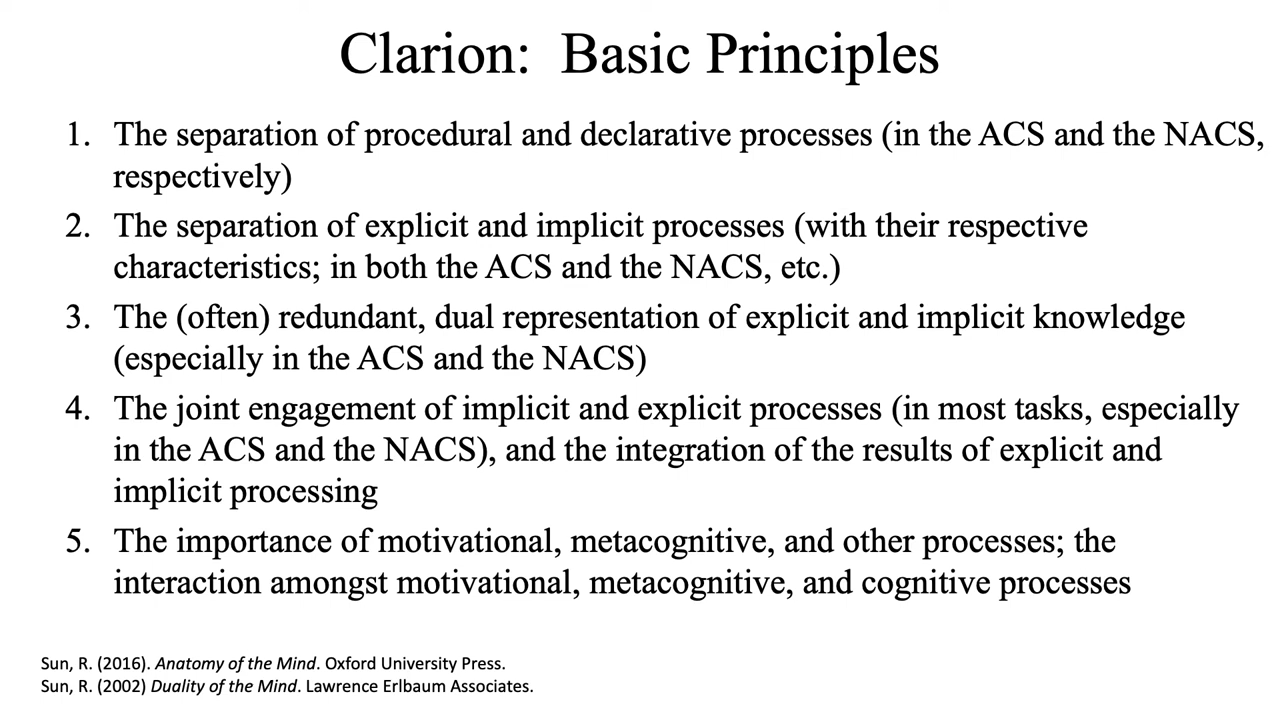 Clarion:  Basic Principles
1. The separation of procedural and declarative processes (in the ACS and the NACS,
respectively)
2. The separation of explicit and implicit processes (with their respective
characteristics; in both the ACS and the NACS, etc.)
3. The (often) redundant, dual representation of explicit and implicit knowledge
(especially in the ACS and the NACS)
4. The joint engagement of implicit and explicit processes (in most tasks, especially
in the ACS and the NACS), and the integration of the results of explicit and
implicit processing
5. The importance of motivational, metacognitive, and other processes; the
interaction amongst motivational, metacognitive, and cognitive processes
Sun, R. (2016). Anatomy of the Mind. Oxford University Press.
Sun, R. (2002) Duality of the Mind. Lawrence Erlbaum Associates.